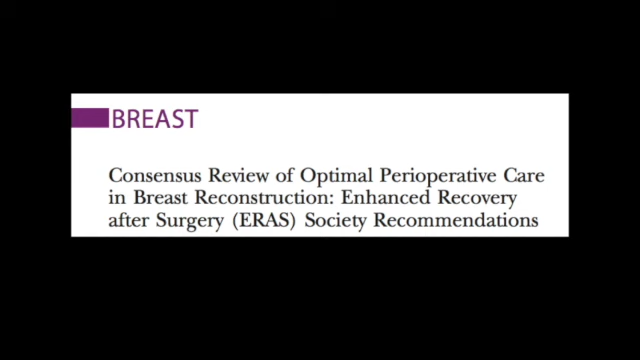 BREAST
Consensus Review of Optimal Perioperative Care
in Breast Reconstruction: Enhanced Recovery
after Surgery (ERAS) Society Recommendations